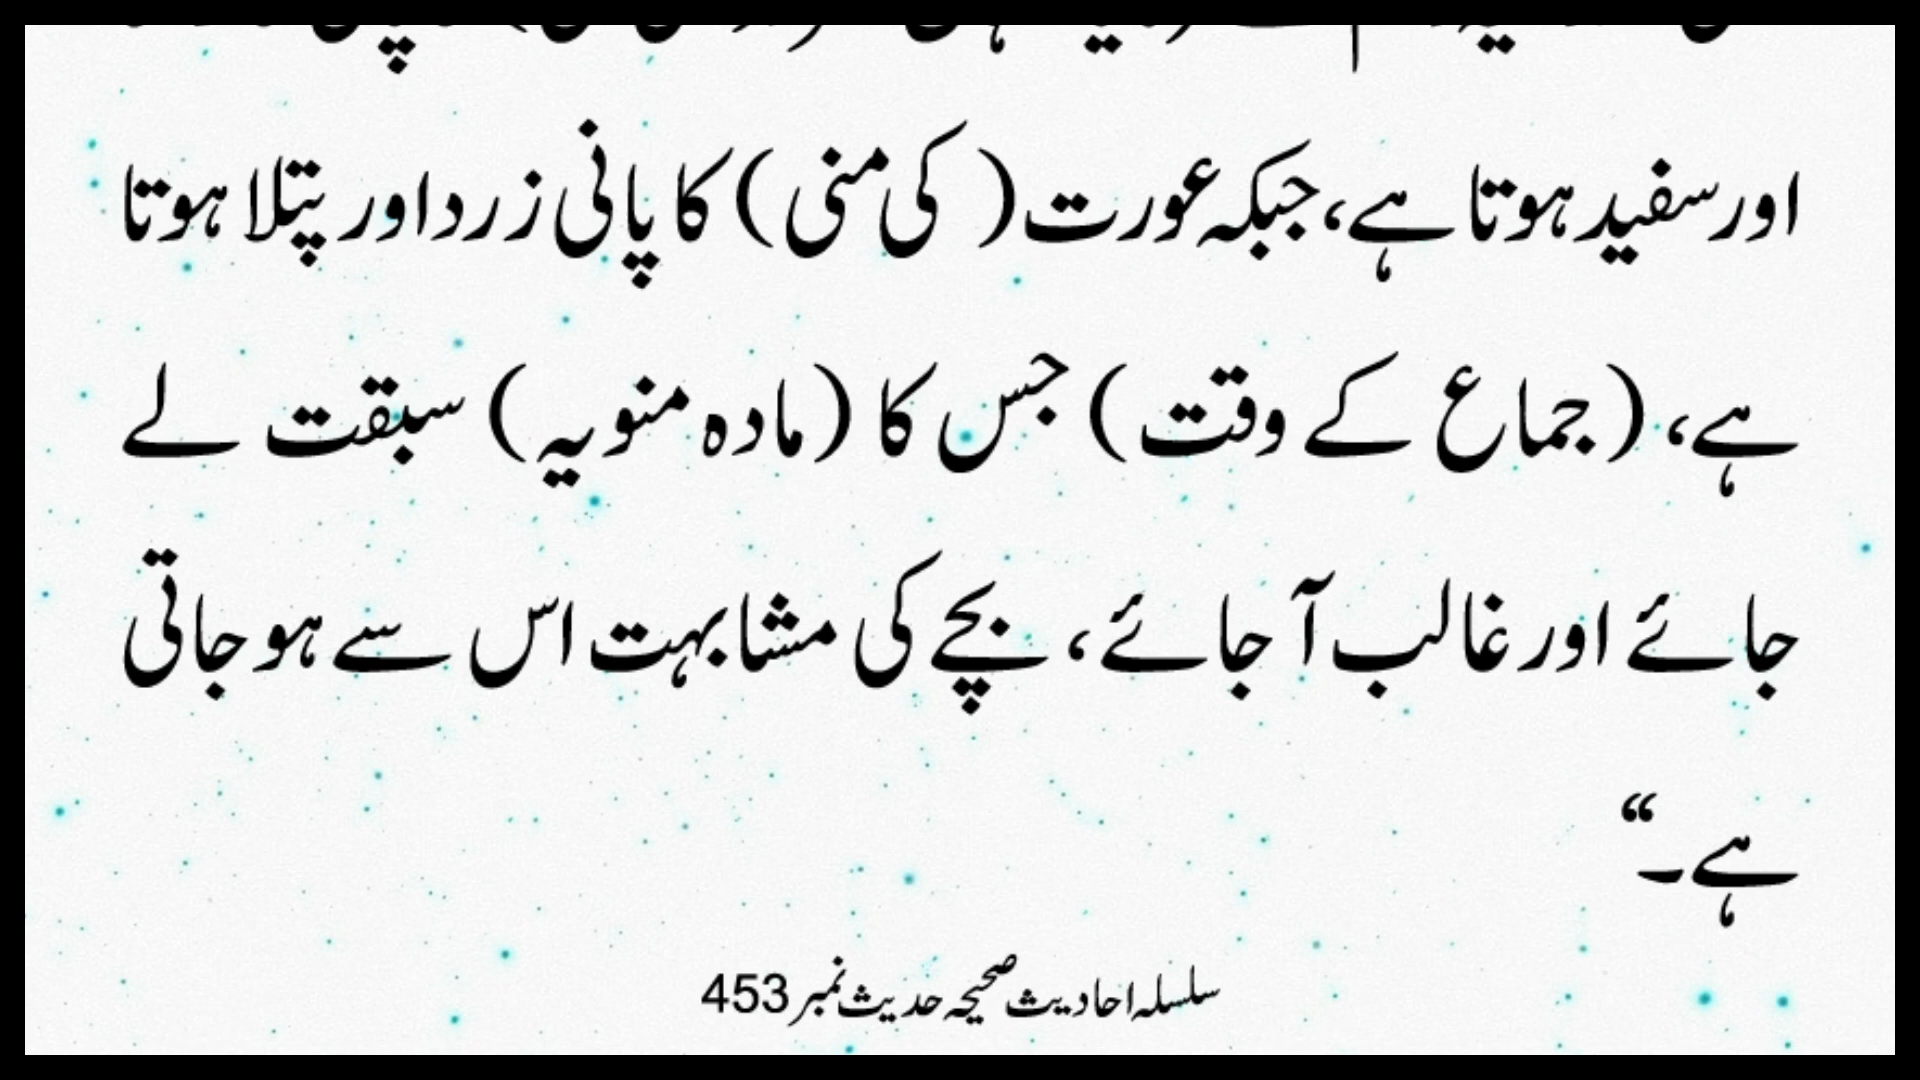 اور سفید ہوتا ہے، جبکہ عورت (کی منی) کا پانی زرد اور پتلا ہوتا
ہے، (جماع کے وقت) جس کا (مادہ منویہ) سبقت لے
جائے اور غالب آ جائے، بچے کی مشابہت اس سے ہو جاتی
ہے۔“
سلسلہ احادیث صحیحہ حدیث نمبر 453